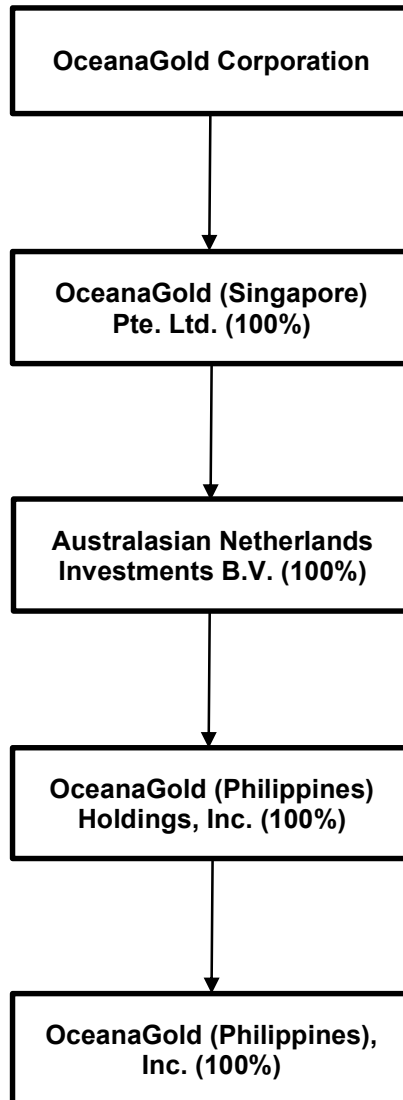 OceanaGold Corporation
OceanaGold (Singapore)
Pte. Ltd. (100%)
Australasian Netherlands
Investments B.V. (100%)
OceanaGold (Philippines)
Holdings, Inc. (100%)
OceanaGold (Philippines),
Inc. (100%)